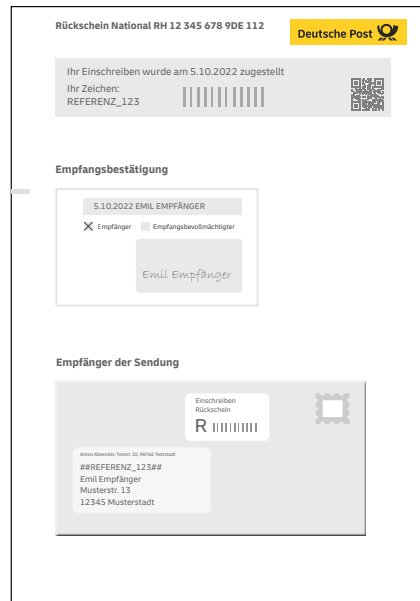 Rückschein National RH 12 345 678 9DE 112
Deutsche Post
Ihr Einschreiben wurde am 5.10.2022 zugestellt
Ihr Zeichen:
REFERENZ_123
Empfangsbestätigung
5.10.2022 EMIL EMPFÄNGER
Empfänger Empfangsbevollmächtigter
Emil Empfänger
Empfänger der Sendung
Einschreiben
Rückschein
R
Anton Absender, Teststr. 10, 98765 Teststadt
##REFERENZ_123##
Emil Empfänger
Musterstr. 13
12345 Musterstadt